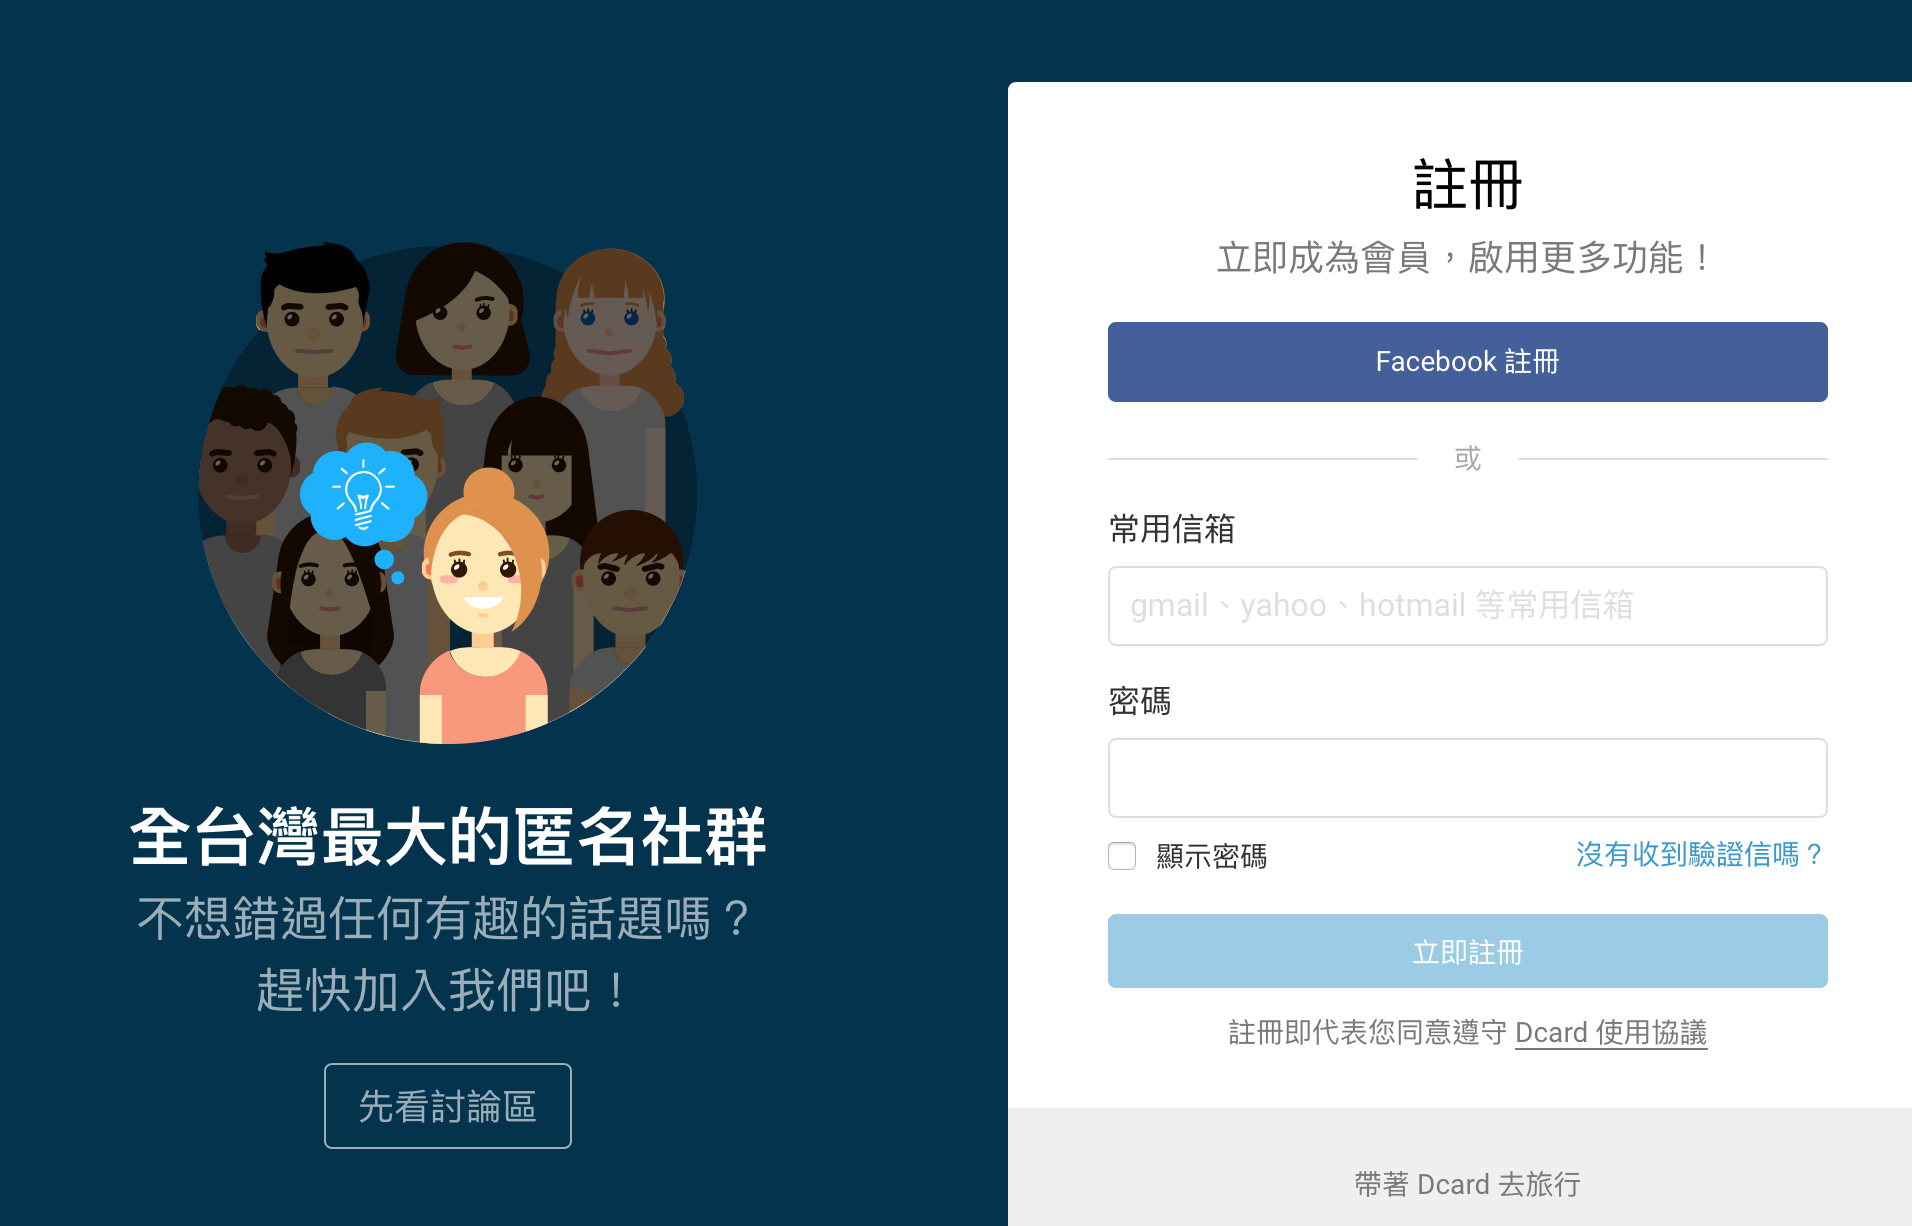 全台灣最大的匿名社群
不想錯過任何有趣的話題嗎？
趕快加入我們吧！
先看討論區
註冊
立即成為會員，啟用更多功能！
Facebook 註冊
或
常用信箱
gmail、yahoo、hotmail 等常用信箱
密碼
顯示密碼
沒有收到驗證信嗎？
立即註冊
註冊即代表您同意遵守 Dcard 使用協議
帶著 Dcard 去旅行